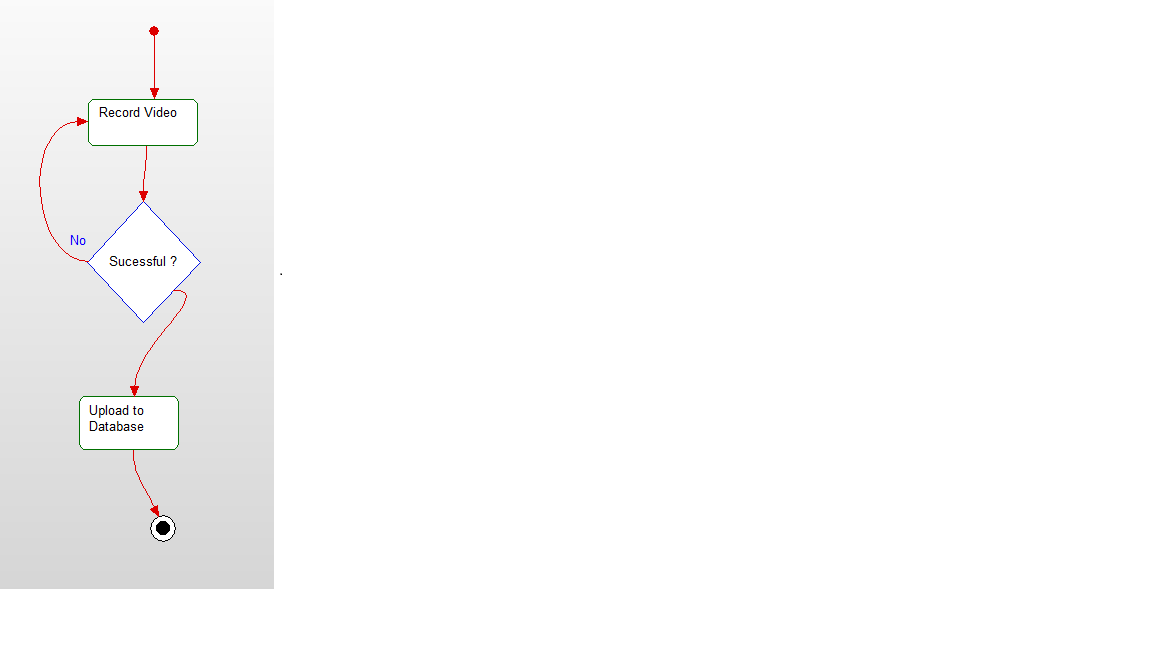 Record Video
No
Sucessful ?
Upload to
Database
.